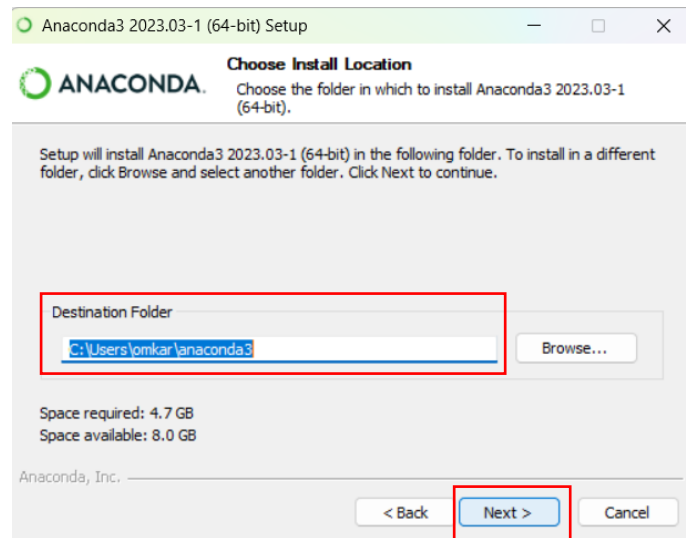 Anaconda3 2023.03-1 (64-bit) Setup
ANACONDA.
Choose Install Location
Choose the folder in which to install Anaconda3 2023.03-1
(64-bit).
Setup will install Anaconda3 2023.03-1 (64-bit) in the following folder. To install in a different
folder, click Browse and select another folder. Click Next to continue.
Destination Folder
C:\Users\omkar\anaconda3
Browse...
Space required: 4.7 GB
Space available: 8.0 GB
Anaconda, Inc.
< Back
Next >
Cancel